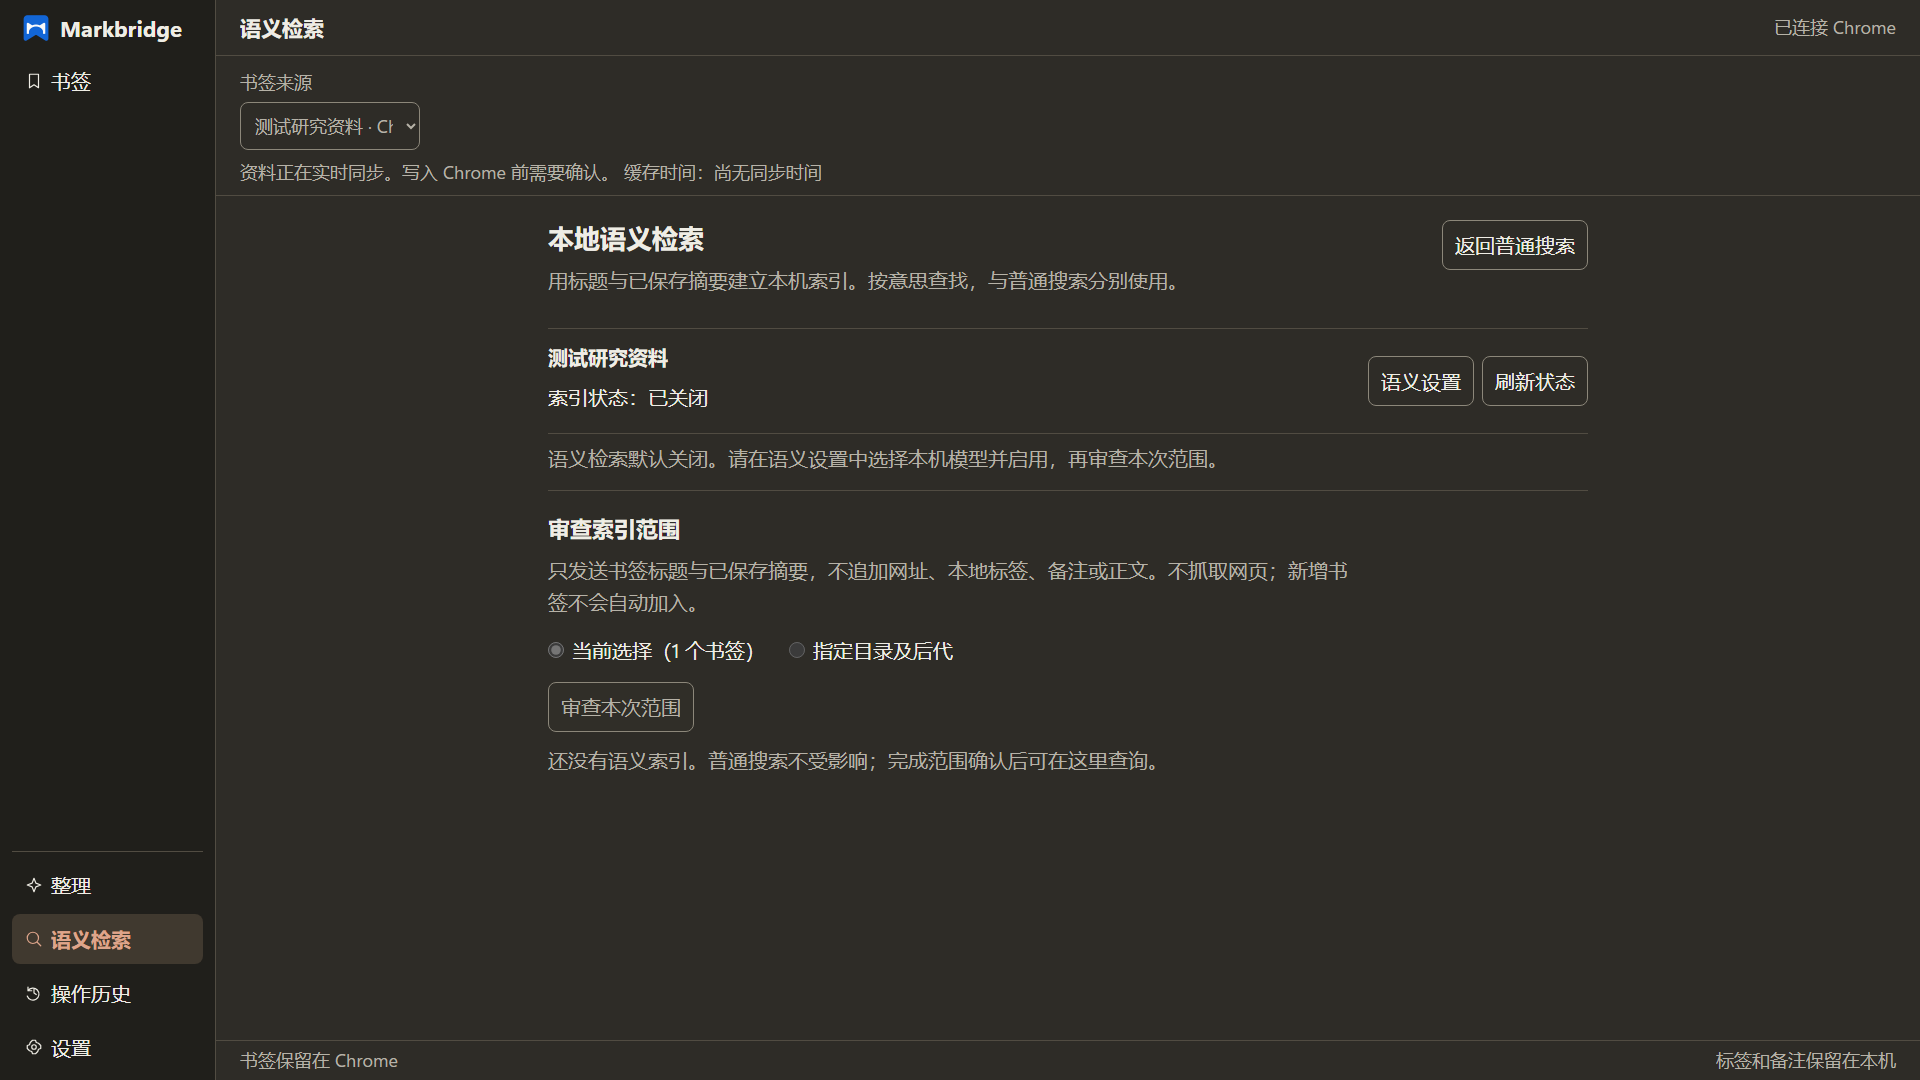 Markbridge
书签
整理
语义检索
操作历史
设置
语义检索
已连接 Chrome
书签来源
测试研究资料 · Ch
资料正在实时同步。写入 Chrome 前需要确认。 缓存时间：尚无同步时间
本地语义检索
返回普通搜索
用标题与已保存摘要建立本机索引。按意思查找，与普通搜索分别使用。
测试研究资料
索引状态：已关闭
语义设置
刷新状态
语义检索默认关闭。请在语义设置中选择本机模型并启用，再审查本次范围。
审查索引范围
只发送书签标题与已保存摘要，不追加网址、本地标签、备注或正文。不抓取网页；新增书
签不会自动加入。
当前选择（1 个书签）
指定目录及后代
审查本次范围
还没有语义索引。普通搜索不受影响；完成范围确认后可在这里查询。
书签保留在 Chrome
标签和备注保留在本机